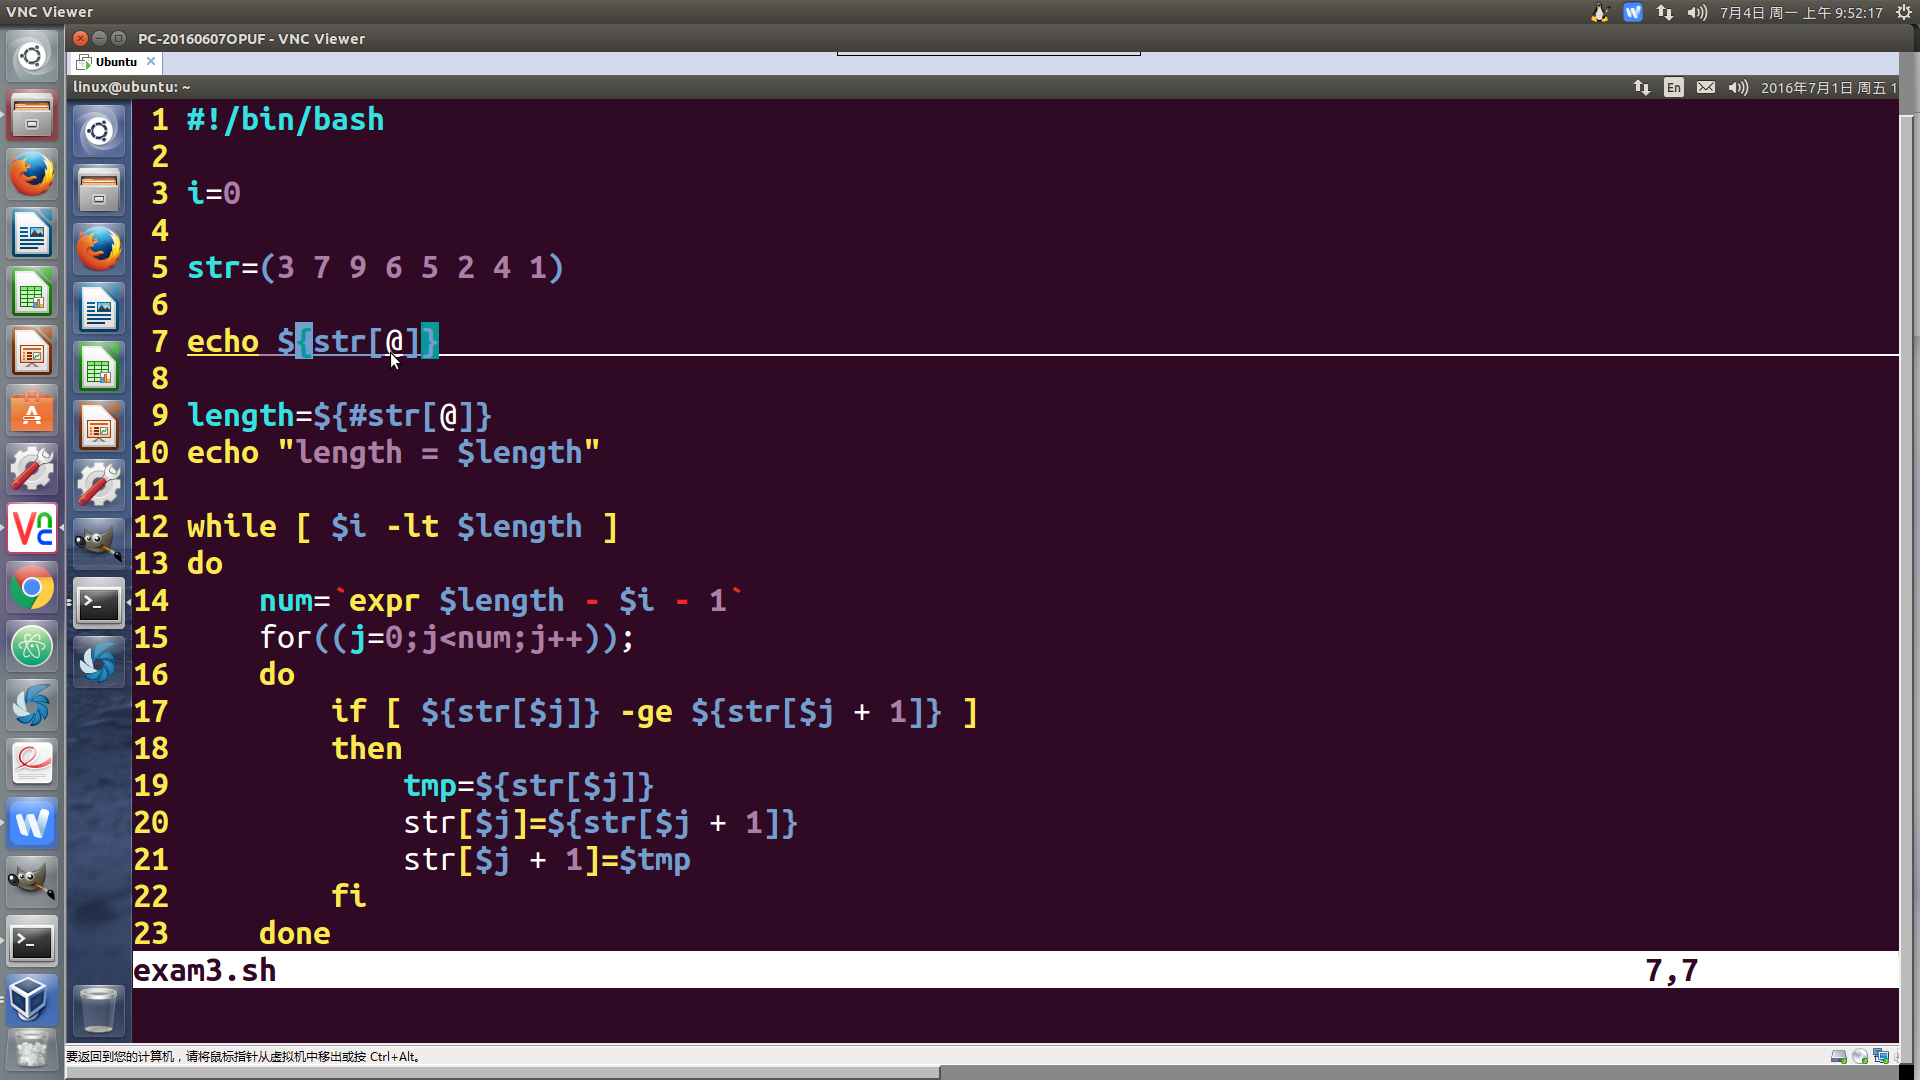 VNC Viewer
7月4日 周一 上午 9:52:17
PC-20160607OPUF - VNC Viewer
Ubuntu
linux@ubuntu: ~
En
2016年7月1日 周五 1
1 #!/bin/bash
2
3 i=0
4
5 str=(3 7 9 6 5 2 4 1)
6
7 echo ${str[@]}
8
9 length=${#str[@]}
10 echo "length = $length"
11
12 while [ $i -lt $length ]
13 do
14     num=`expr $length - $i - 1`
15     for((j=0;j<num;j++));
16     do
17         if [ ${str[$j]} -ge ${str[$j + 1]} ]
18         then
19             tmp=${str[$j]}
20             str[$j]=${str[$j + 1]}
21             str[$j + 1]=$tmp
22         fi
23     done
exam3.sh 7,7
要返回到您的计算机，请将鼠标指针从虚拟机中移出或按 Ctrl+Alt。